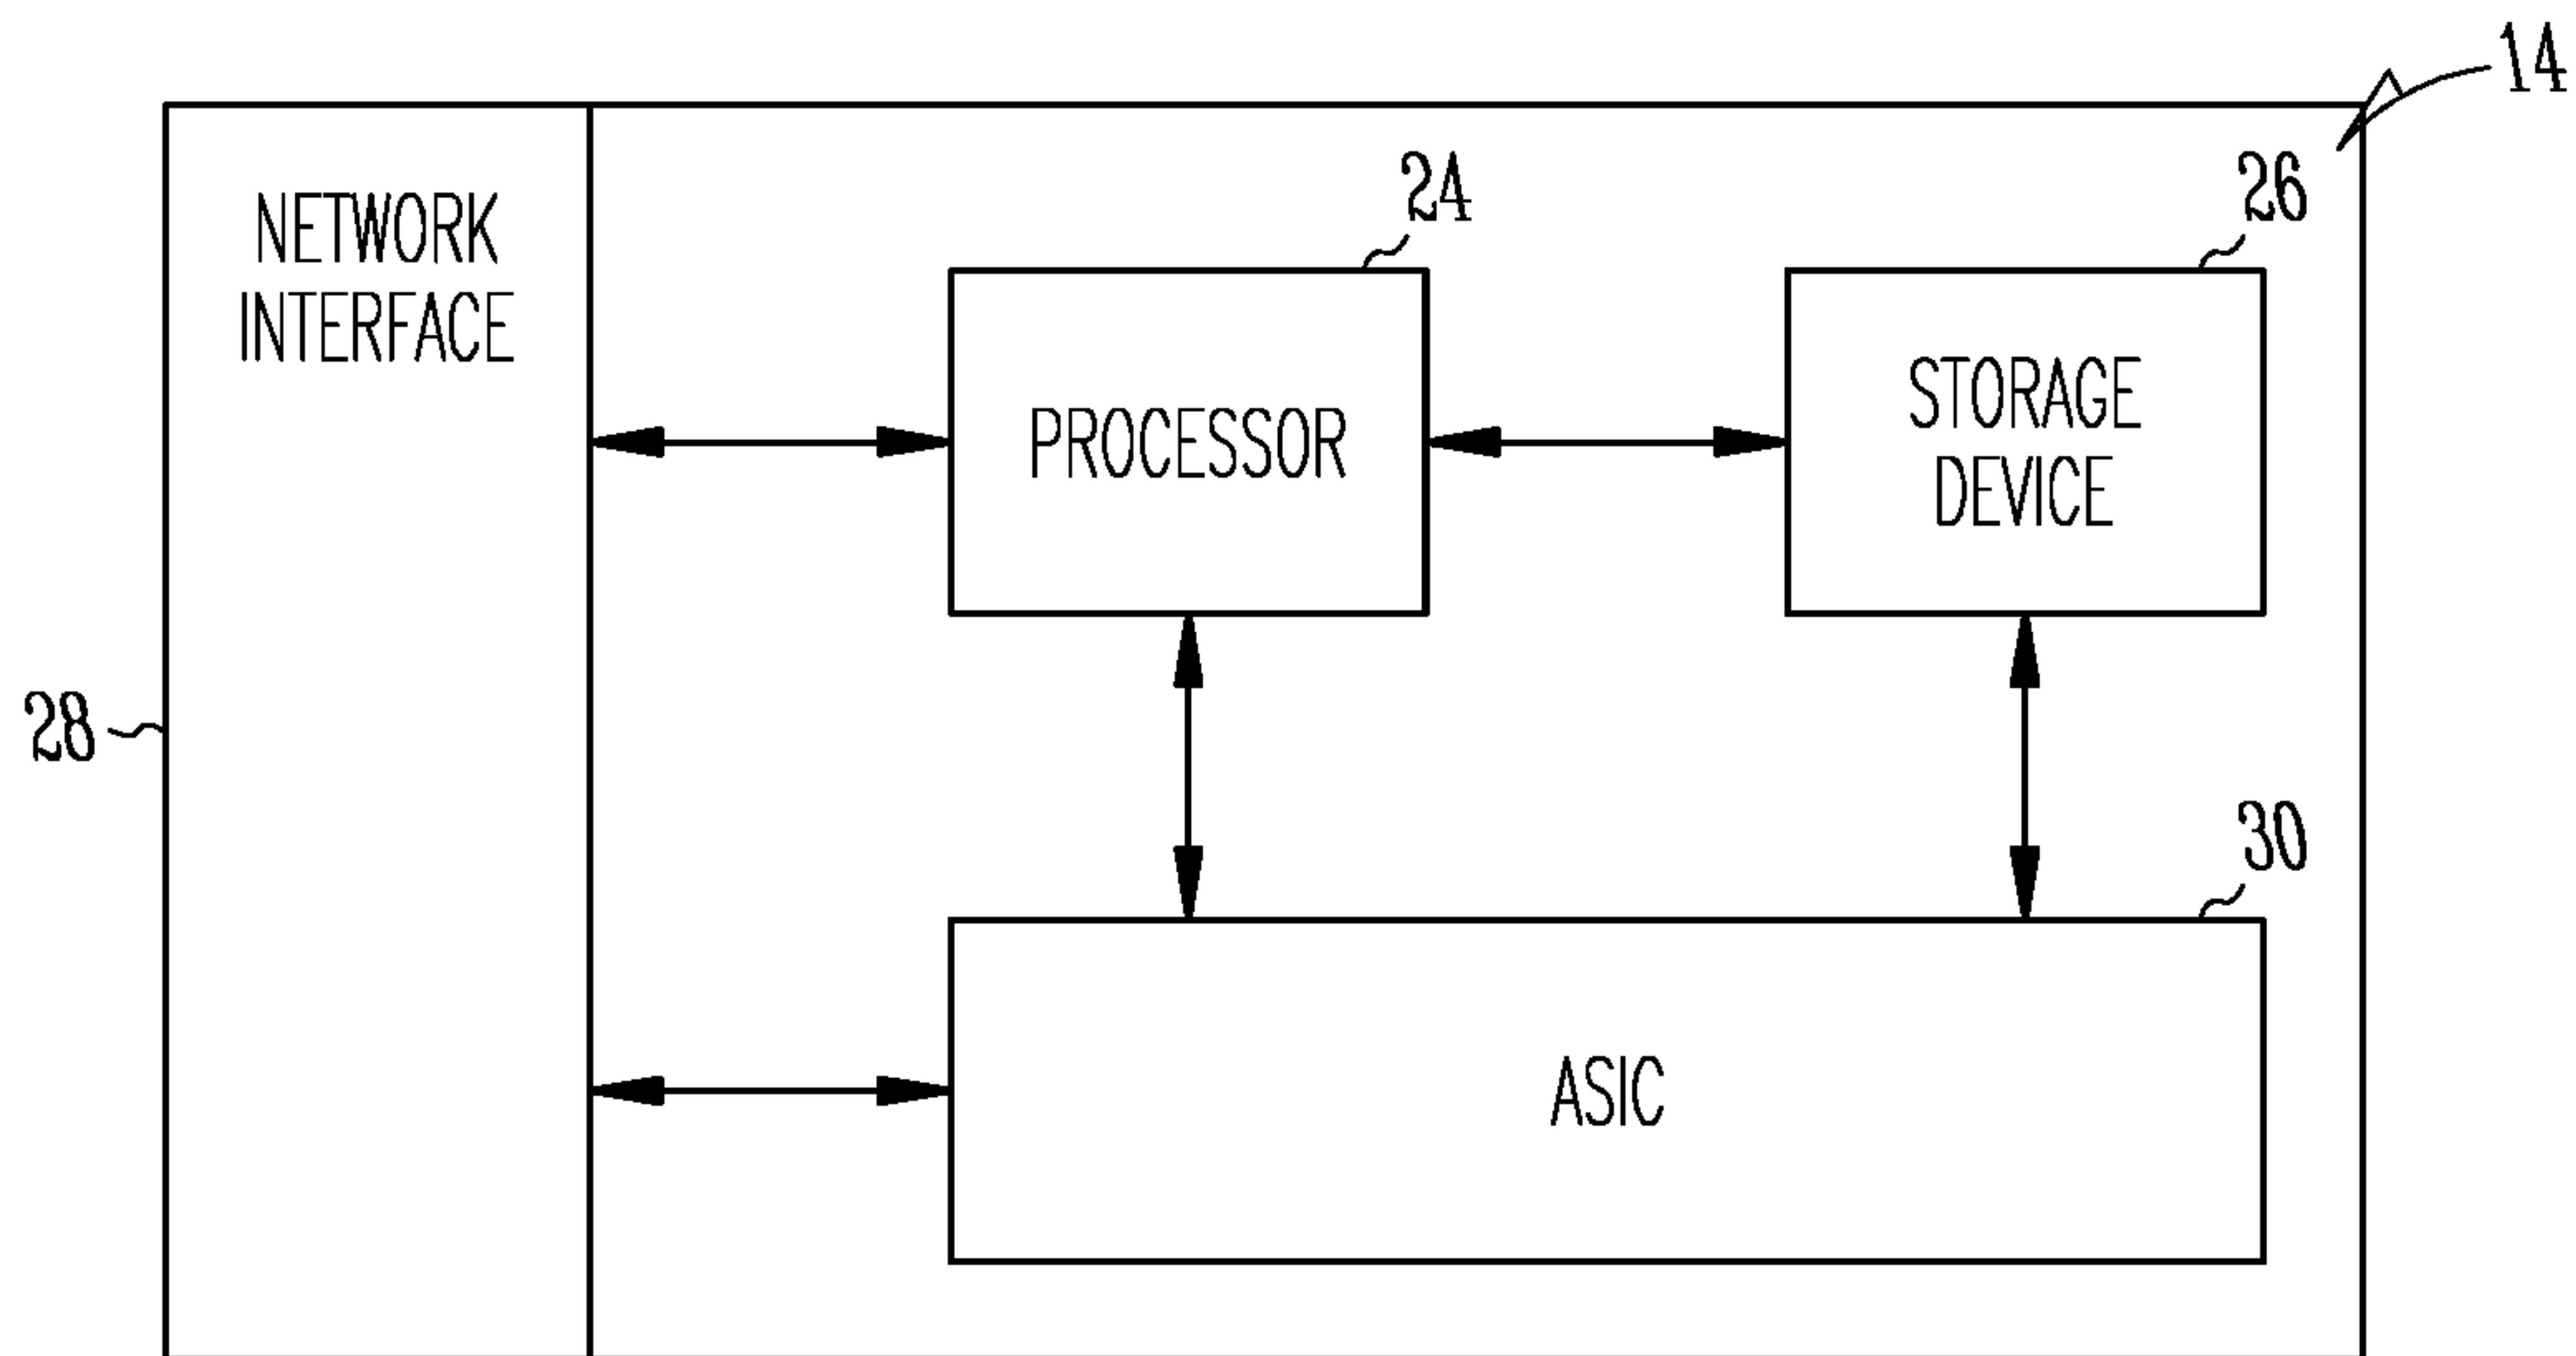 14
NETWORK
INTERFACE
24
26
PROCESSOR
STORAGE
DEVICE
28
30
ASIC